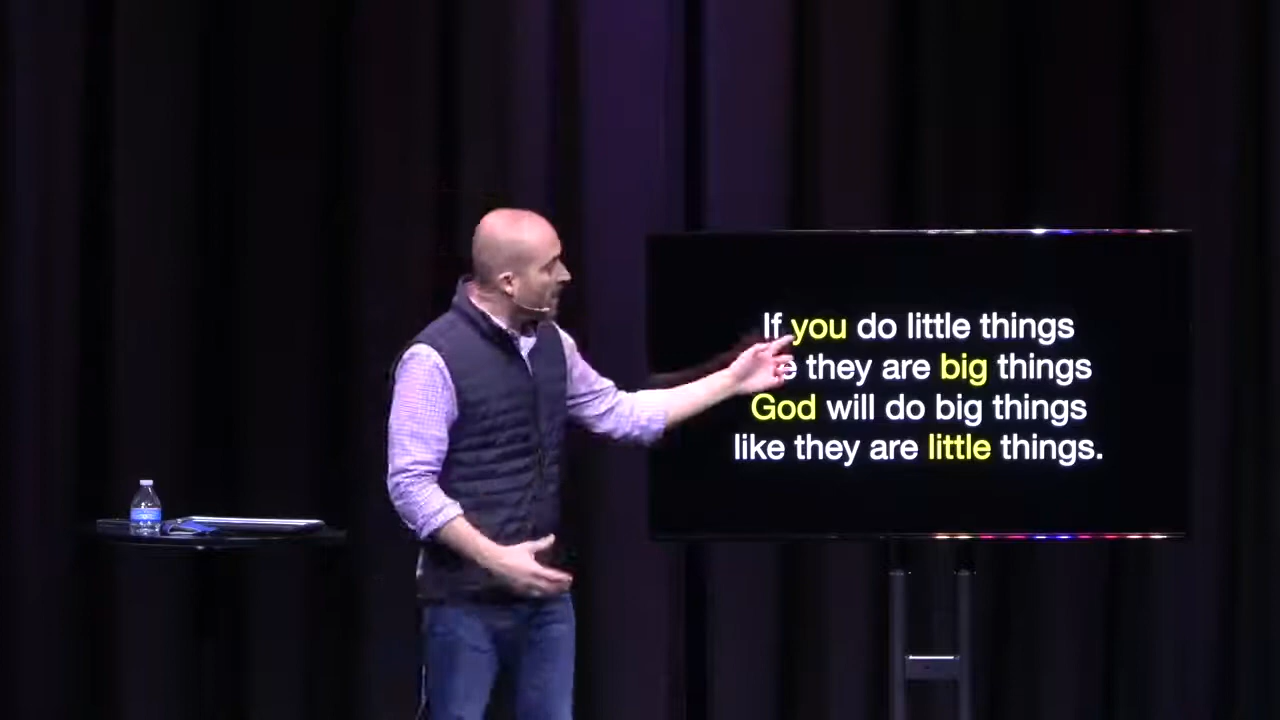 If you do little things
they are big things
God will do big things
like they are little things.